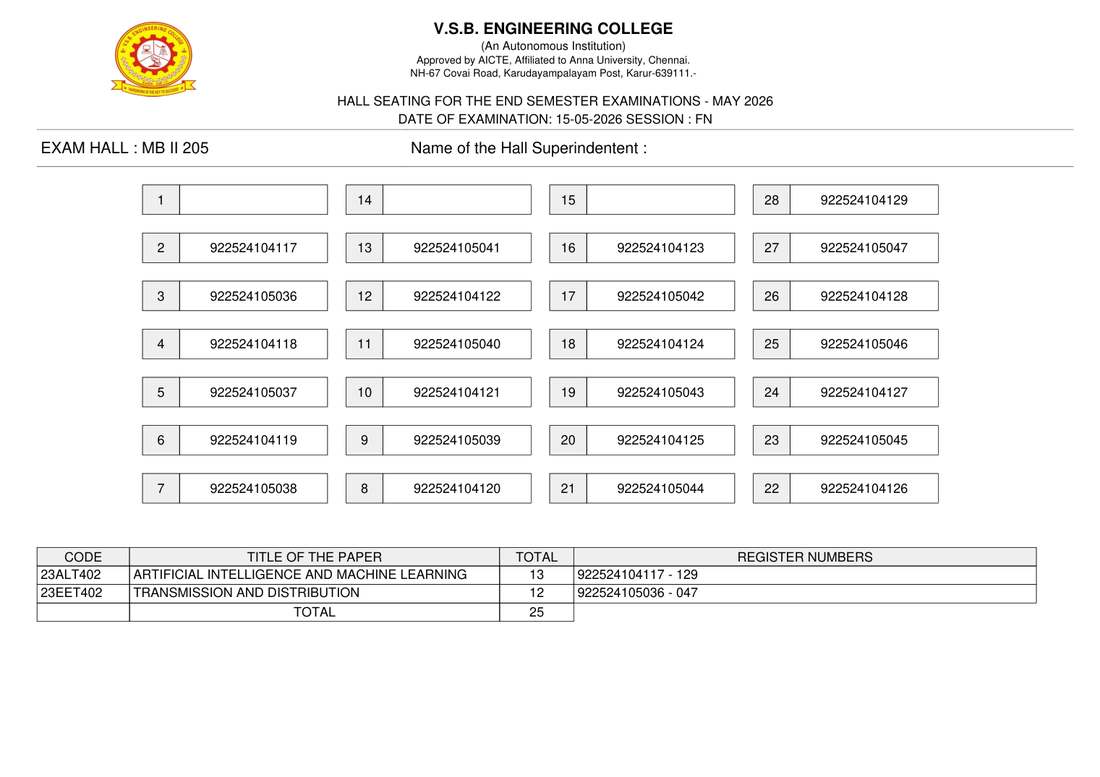 V.S.B. ENGINEERING COLLEGE
(An Autonomous Institution)
Approved by AICTE, Affiliated to Anna University, Chennai.
NH-67 Covai Road, Karudayampalayam Post, Karur-639111.-
HALL SEATING FOR THE END SEMESTER EXAMINATIONS - MAY 2026
DATE OF EXAMINATION: 15-05-2026 SESSION : FN
EXAM HALL : MB II 205 Name of the Hall Superindentent :
1 14 15 28 922524104129
2 922524104117 13 922524105041 16 922524104123 27 922524105047
3 922524105036 12 922524104122 17 922524105042 26 922524104128
4 922524104118 11 922524105040 18 922524104124 25 922524105046
5 922524105037 10 922524104121 19 922524105043 24 922524104127
6 922524104119 9 922524105039 20 922524104125 23 922524105045
7 922524105038 8 922524104120 21 922524105044 22 922524104126
CODE TITLE OF THE PAPER TOTAL REGISTER NUMBERS
23ALT402 ARTIFICIAL INTELLIGENCE AND MACHINE LEARNING 13 922524104117 - 129
23EET402 TRANSMISSION AND DISTRIBUTION 12 922524105036 - 047
TOTAL 25